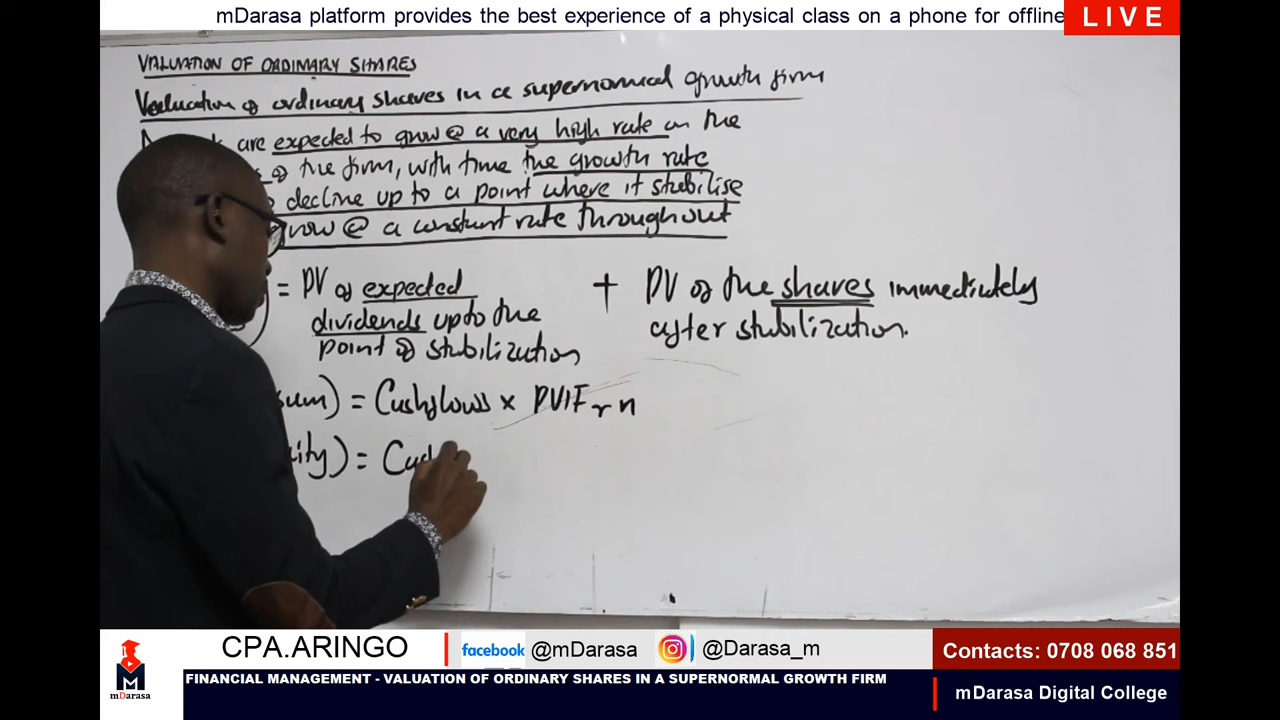 mDarasa platform provides the best experience of a physical class on a phone for offline
LIVE
VALUATION OF ORDINARY SHARES
Valuation of ordinary shares in a supernormal growth firm
are expected to grow @ a very high rate in the
of the firm, with time the growth rate
decline up to a point where it stabilise
grow @ a constant rate throughout
= PV of expected dividends upto the point of stabilization + PV of the shares immediately after stabilization.
sum) = Cashflows × PVIF r n
uity) =
CPA.ARINGO
facebook @mDarasa
@Darasa_m
Contacts: 0708 068 851
mDarasa
FINANCIAL MANAGEMENT - VALUATION OF ORDINARY SHARES IN A SUPERNORMAL GROWTH FIRM
mDarasa Digital College